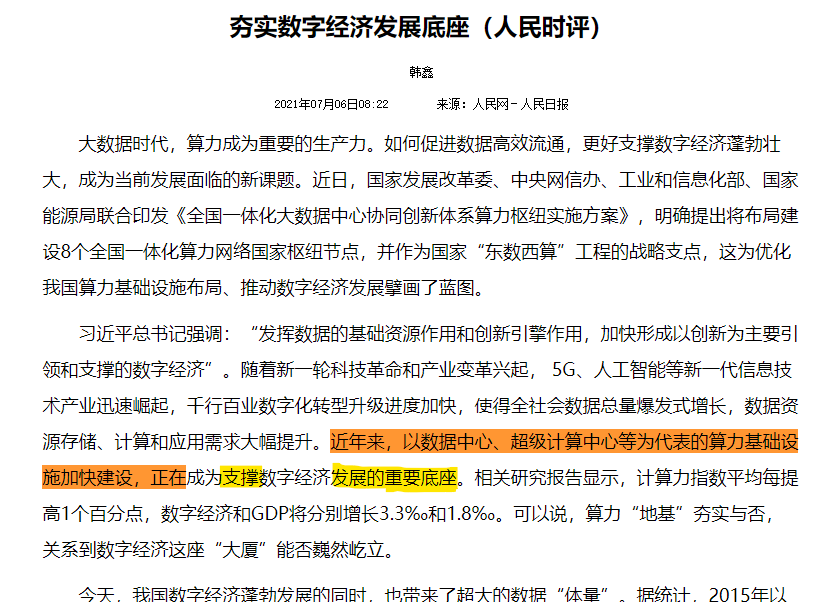 夯实数字经济发展底座（人民时评）
韩鑫
2021年07月06日08:22 来源：人民网－人民日报
大数据时代，算力成为重要的生产力。如何促进数据高效流通，更好支撑数字经济蓬勃壮
大，成为当前发展面临的新课题。近日，国家发展改革委、中央网信办、工业和信息化部、国家
能源局联合印发《全国一体化大数据中心协同创新体系算力枢纽实施方案》，明确提出将布局建
设8个全国一体化算力网络国家枢纽节点，并作为国家“东数西算”工程的战略支点，这为优化
我国算力基础设施布局、推动数字经济发展擘画了蓝图。
习近平总书记强调：“发挥数据的基础资源作用和创新引擎作用，加快形成以创新为主要引
领和支撑的数字经济”。随着新一轮科技革命和产业变革兴起， 5G、人工智能等新一代信息技
术产业迅速崛起，千行百业数字化转型升级进度加快，使得全社会数据总量爆发式增长，数据资
源存储、计算和应用需求大幅提升。近年来，以数据中心、超级计算中心等为代表的算力基础设
施加快建设，正在成为支撑数字经济发展的重要底座。相关研究报告显示，计算力指数平均每提
高1个百分点，数字经济和GDP将分别增长3.3‰和1.8‰。可以说，算力“地基”夯实与否，
关系到数字经济这座“大厦”能否巍然屹立。
今天，我国数字经济蓬勃发展的同时，也带来了超大的数据“体量”。据统计，2015年以